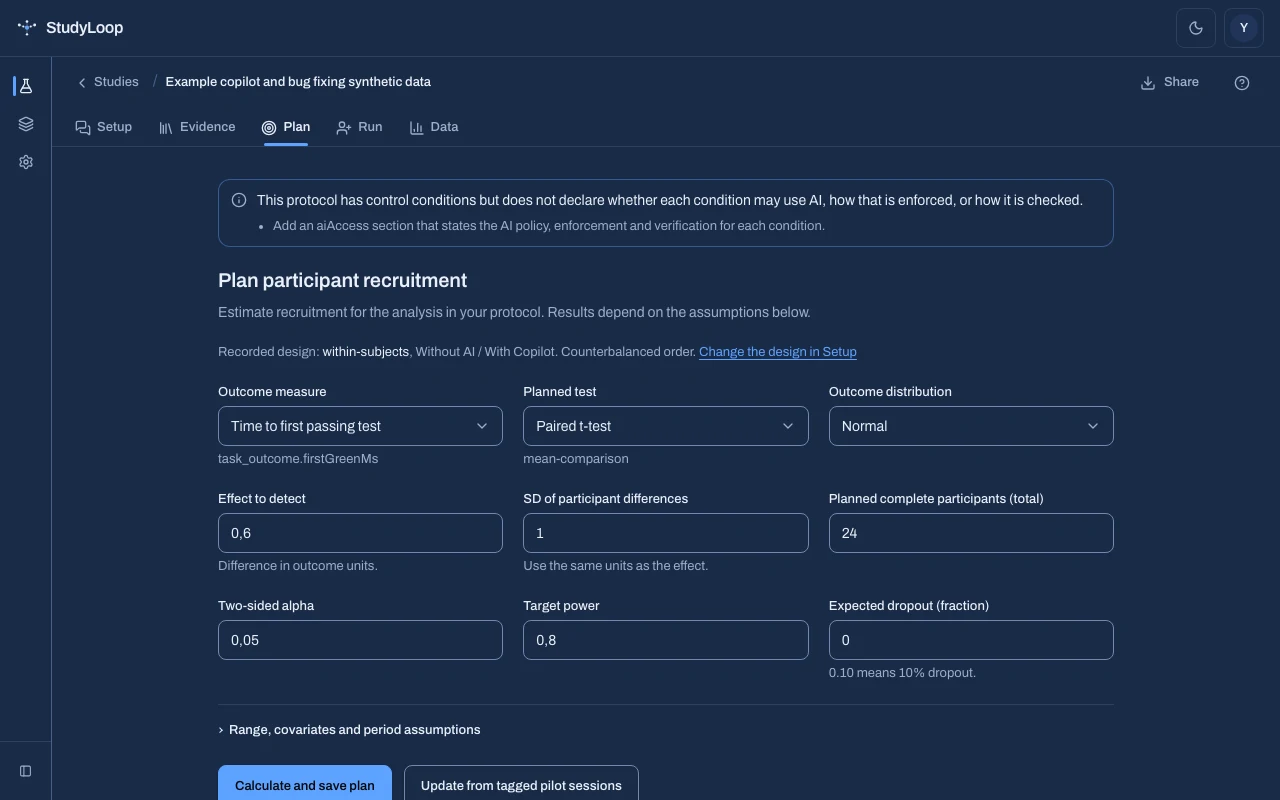 StudyLoop
Y
Studies / Example copilot and bug fixing synthetic data
Share
Setup
Evidence
Plan
Run
Data
This protocol has control conditions but does not declare whether each condition may use AI, how that is enforced, or how it is checked.
• Add an aiAccess section that states the AI policy, enforcement and verification for each condition.
Plan participant recruitment
Estimate recruitment for the analysis in your protocol. Results depend on the assumptions below.
Recorded design: within-subjects, Without AI / With Copilot. Counterbalanced order. Change the design in Setup
Outcome measure
Planned test
Outcome distribution
Time to first passing test
Paired t-test
Normal
task_outcome.firstGreenMs
mean-comparison
Effect to detect
SD of participant differences
Planned complete participants (total)
0,6
1
24
Difference in outcome units.
Use the same units as the effect.
Two-sided alpha
Target power
Expected dropout (fraction)
0,05
0,8
0
0.10 means 10% dropout.
› Range, covariates and period assumptions
Calculate and save plan
Update from tagged pilot sessions